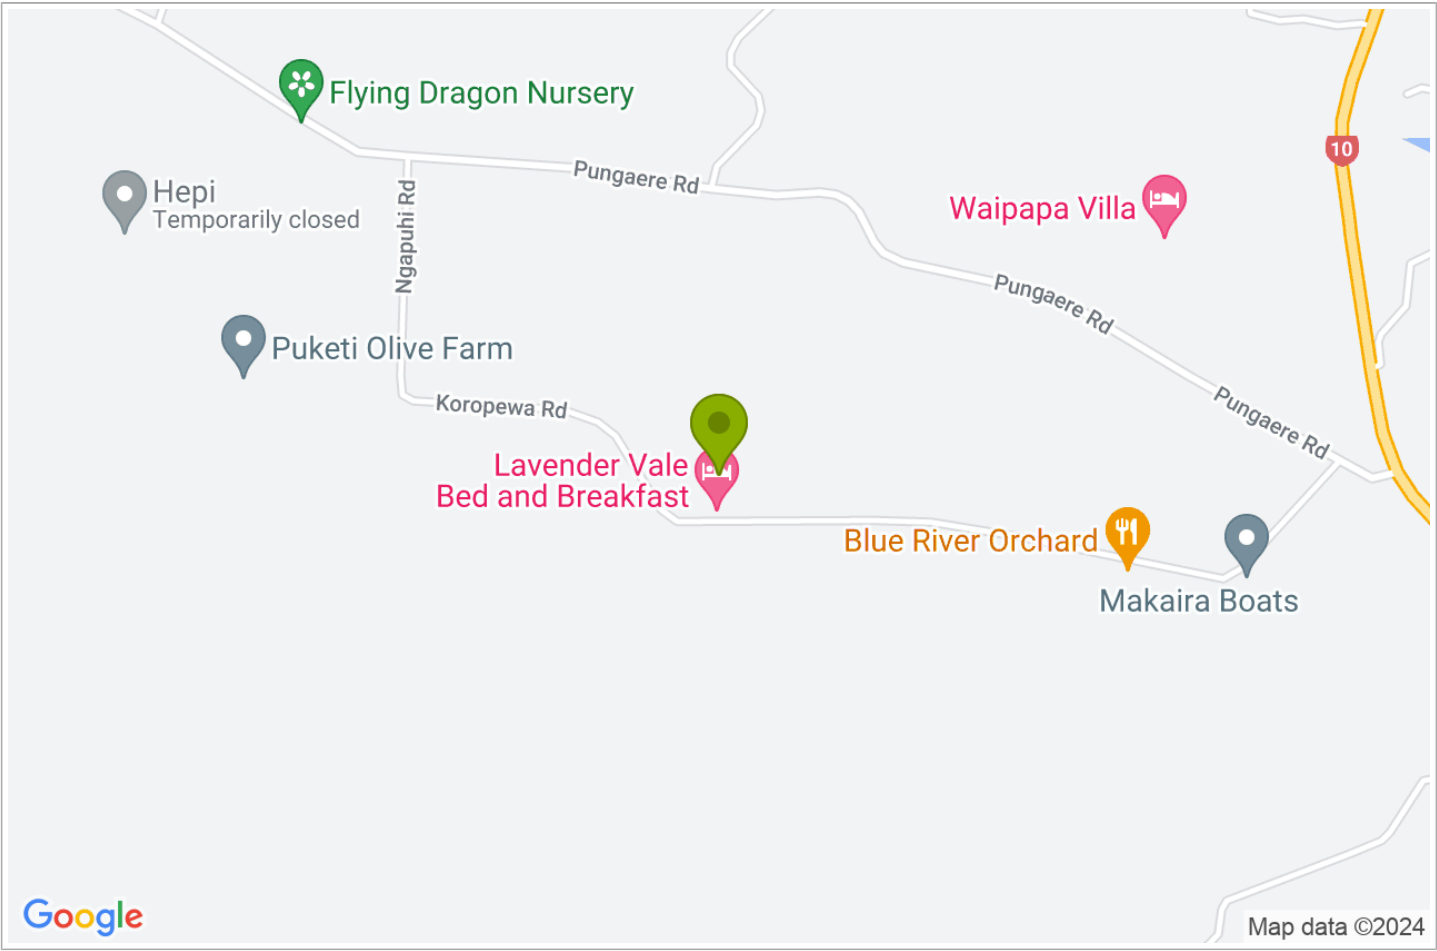 Flying Dragon Nursery
10
Pungaere Rd
Hepi
Temporarily closed
Ngapuhi Rd
Waipapa Villa
Pungaere Rd
Puketi Olive Farm
Koropewa Rd
Pungaere Rd
Lavender Vale
Bed and Breakfast
Blue River Orchard
Makaira Boats
Google
Map data ©2024